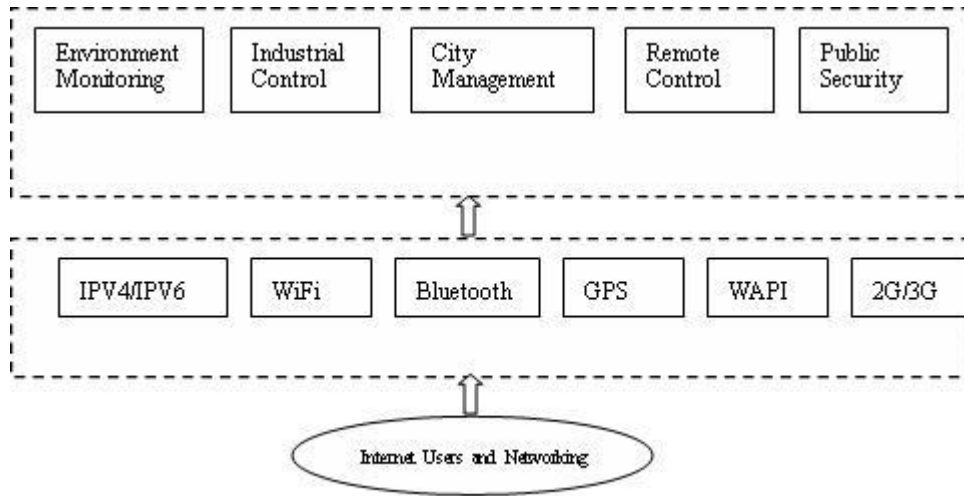 Environment
Monitoring
Industrial
Control
City
Management
Remote
Control
Public
Security
IPV4/IPV6
WiFi
Bluetooth
GPS
WAPI
2G/3G
Internet Users and Networking